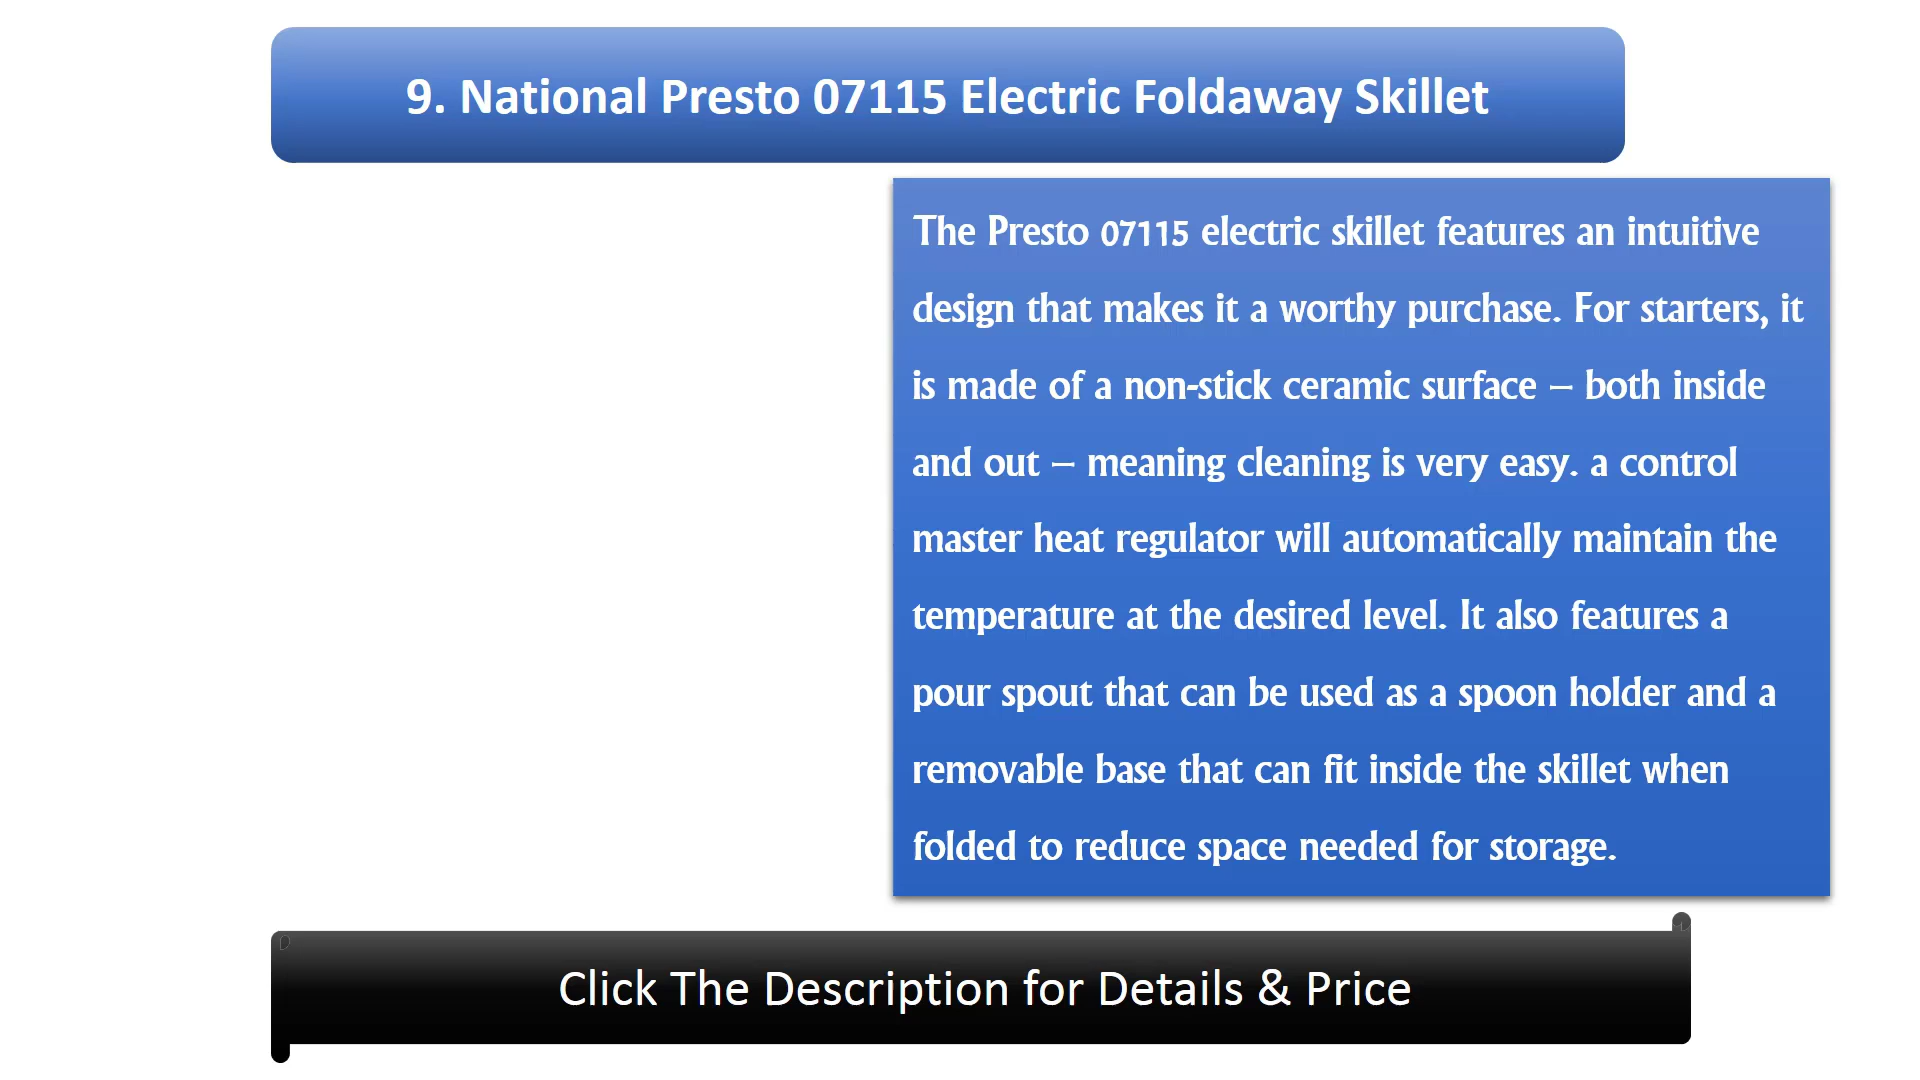 9. National Presto 07115 Electric Foldaway Skillet
The Presto 07115 electric skillet features an intuitive
design that makes it a worthy purchase. For starters, it
is made of a non-stick ceramic surface – both inside
and out – meaning cleaning is very easy. a control
master heat regulator will automatically maintain the
temperature at the desired level. It also features a
pour spout that can be used as a spoon holder and a
removable base that can fit inside the skillet when
folded to reduce space needed for storage.
Click The Description for Details & Price